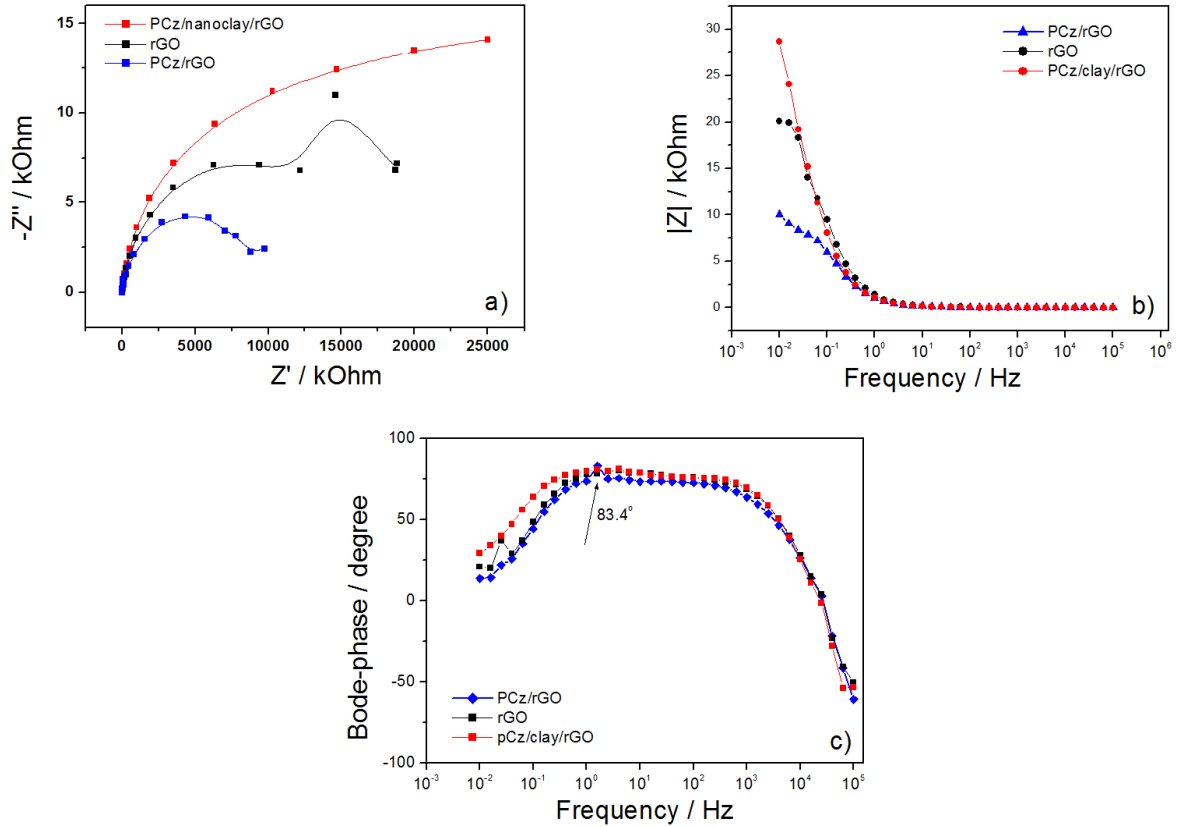 PCz/nanoclay/rGO
rGO
PCz/rGO
-Z'' / kOhm
15
10
5
0
0 5000 10000 15000 20000 25000
Z' / kOhm
a)
PCz/rGO
rGO
PCz/clay/rGO
|Z| / kOhm
30
25
20
15
10
5
0
10⁻³ 10⁻² 10⁻¹ 10⁰ 10¹ 10² 10³ 10⁴ 10⁵ 10⁶
Frequency / Hz
b)
Bode-phase / degree
100
50
0
-50
-100
83.4°
PCz/rGO
rGO
pCz/clay/rGO
c)
10⁻³ 10⁻² 10⁻¹ 10⁰ 10¹ 10² 10³ 10⁴ 10⁵
Frequency / Hz